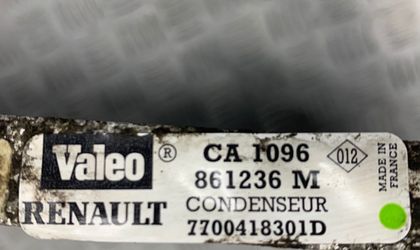 Valeo ® CA 1096
861236 M
RENAULT CONDENSEUR
7700418301D
012
MADE IN
FRANCE